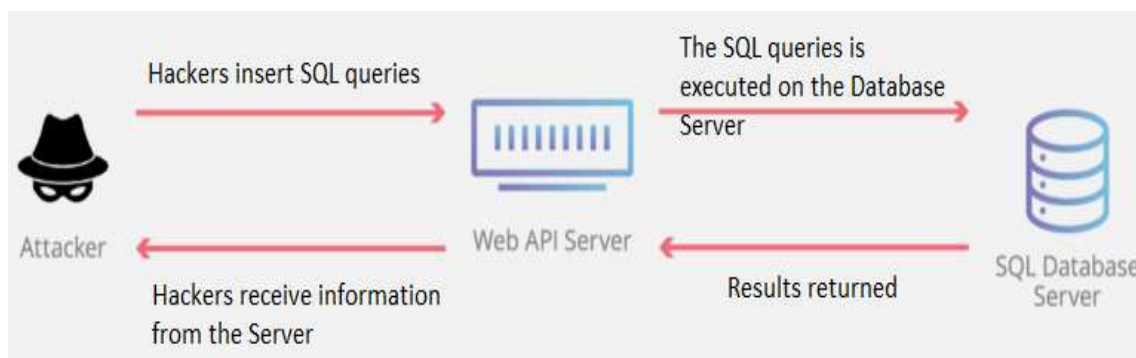 Hackers insert SQL queries
The SQL queries is
executed on the Database
Server
Attacker
Web API Server
SQL Database
Server
Hackers receive information
from the Server
Results returned